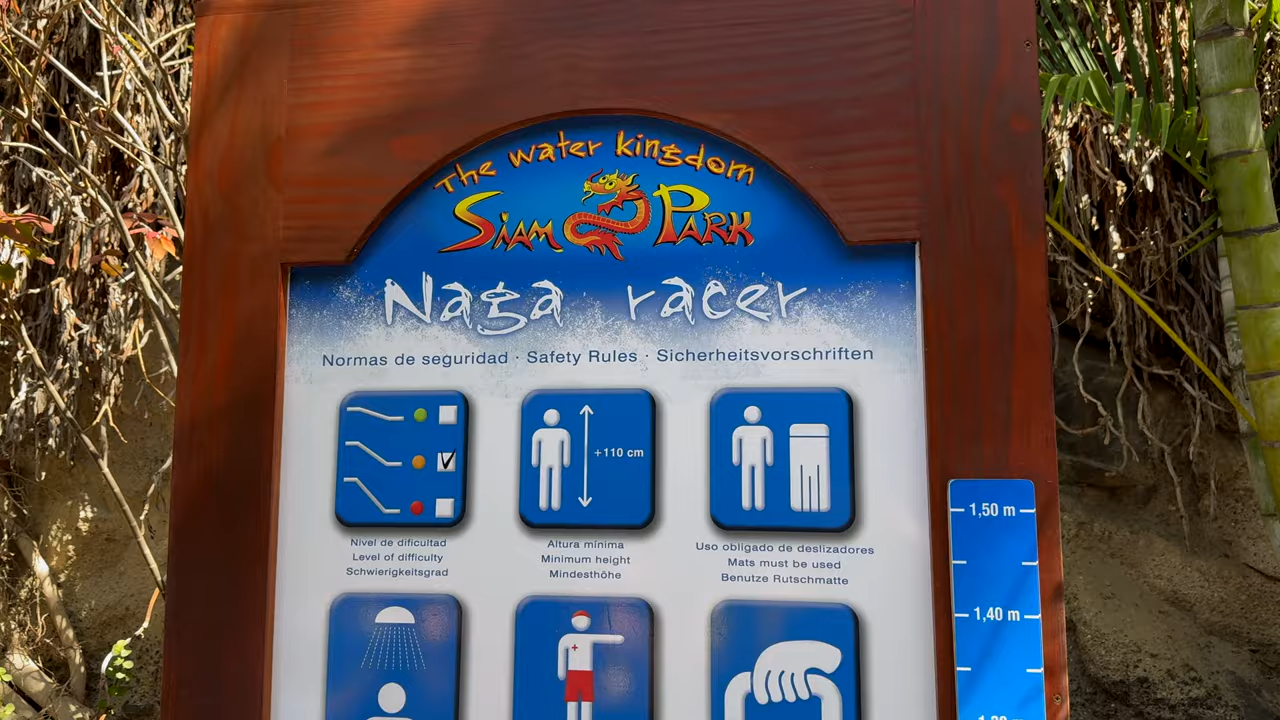 The water kingdom
SIAM PARK
Naga racer
Normas de seguridad · Safety Rules · Sicherheitsvorschriften
+110 cm
Nivel de dificultad
Level of difficulty
Schwierigkeitsgrad
Altura mínima
Minimum height
Mindesthöhe
Uso obligado de deslizadores
Mats must be used
Benutze Rutschmatte
1,50 m
1,40 m